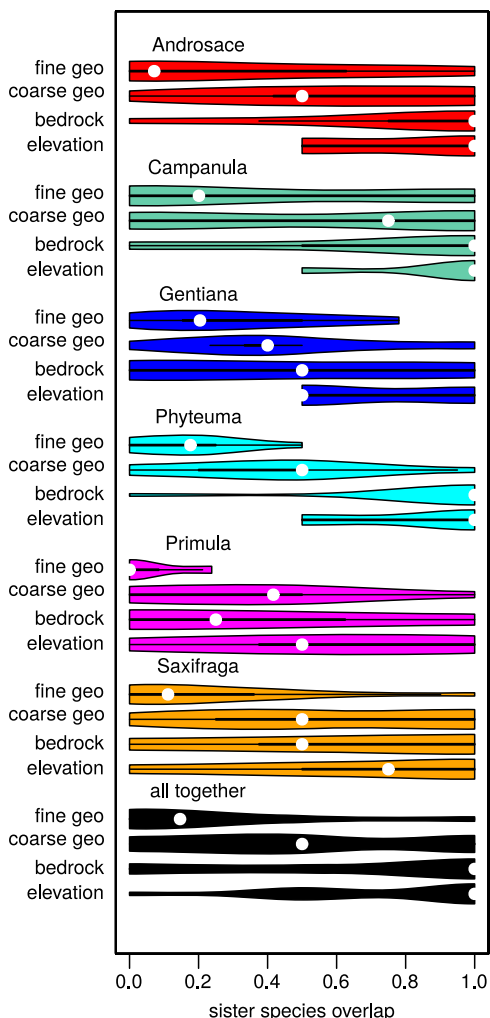 Androsace
fine geo
coarse geo
bedrock
elevation
Campanula
fine geo
coarse geo
bedrock
elevation
Gentiana
fine geo
coarse geo
bedrock
elevation
Phyteuma
fine geo
coarse geo
bedrock
elevation
Primula
fine geo
coarse geo
bedrock
elevation
Saxifraga
fine geo
coarse geo
bedrock
elevation
all together
fine geo
coarse geo
bedrock
elevation
0.0 0.2 0.4 0.6 0.8 1.0
sister species overlap